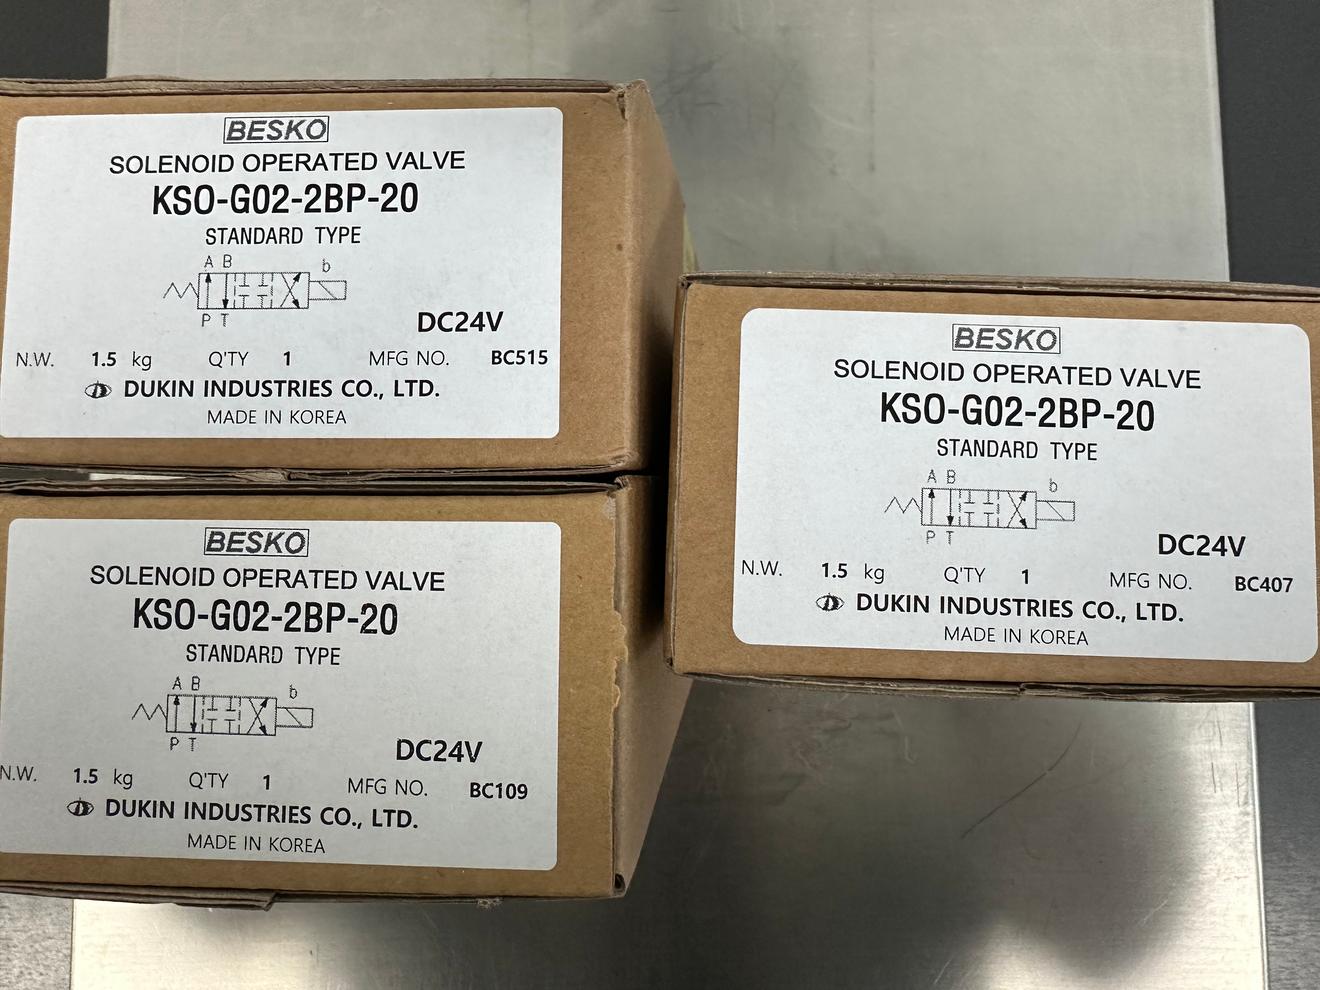 BESKO
SOLENOID OPERATED VALVE
KSO-G02-2BP-20
STANDARD TYPE
A B b
P T
DC24V
N.W. 1.5 kg Q'TY 1 MFG NO. BC515
DUKIN INDUSTRIES CO., LTD.
MADE IN KOREA
BESKO
SOLENOID OPERATED VALVE
KSO-G02-2BP-20
STANDARD TYPE
A B b
P T
DC24V
N.W. 1.5 kg Q'TY 1 MFG NO. BC109
DUKIN INDUSTRIES CO., LTD.
MADE IN KOREA
BESKO
SOLENOID OPERATED VALVE
KSO-G02-2BP-20
STANDARD TYPE
A B b
P T
DC24V
N.W. 1.5 kg Q'TY 1 MFG NO. BC407
DUKIN INDUSTRIES CO., LTD.
MADE IN KOREA